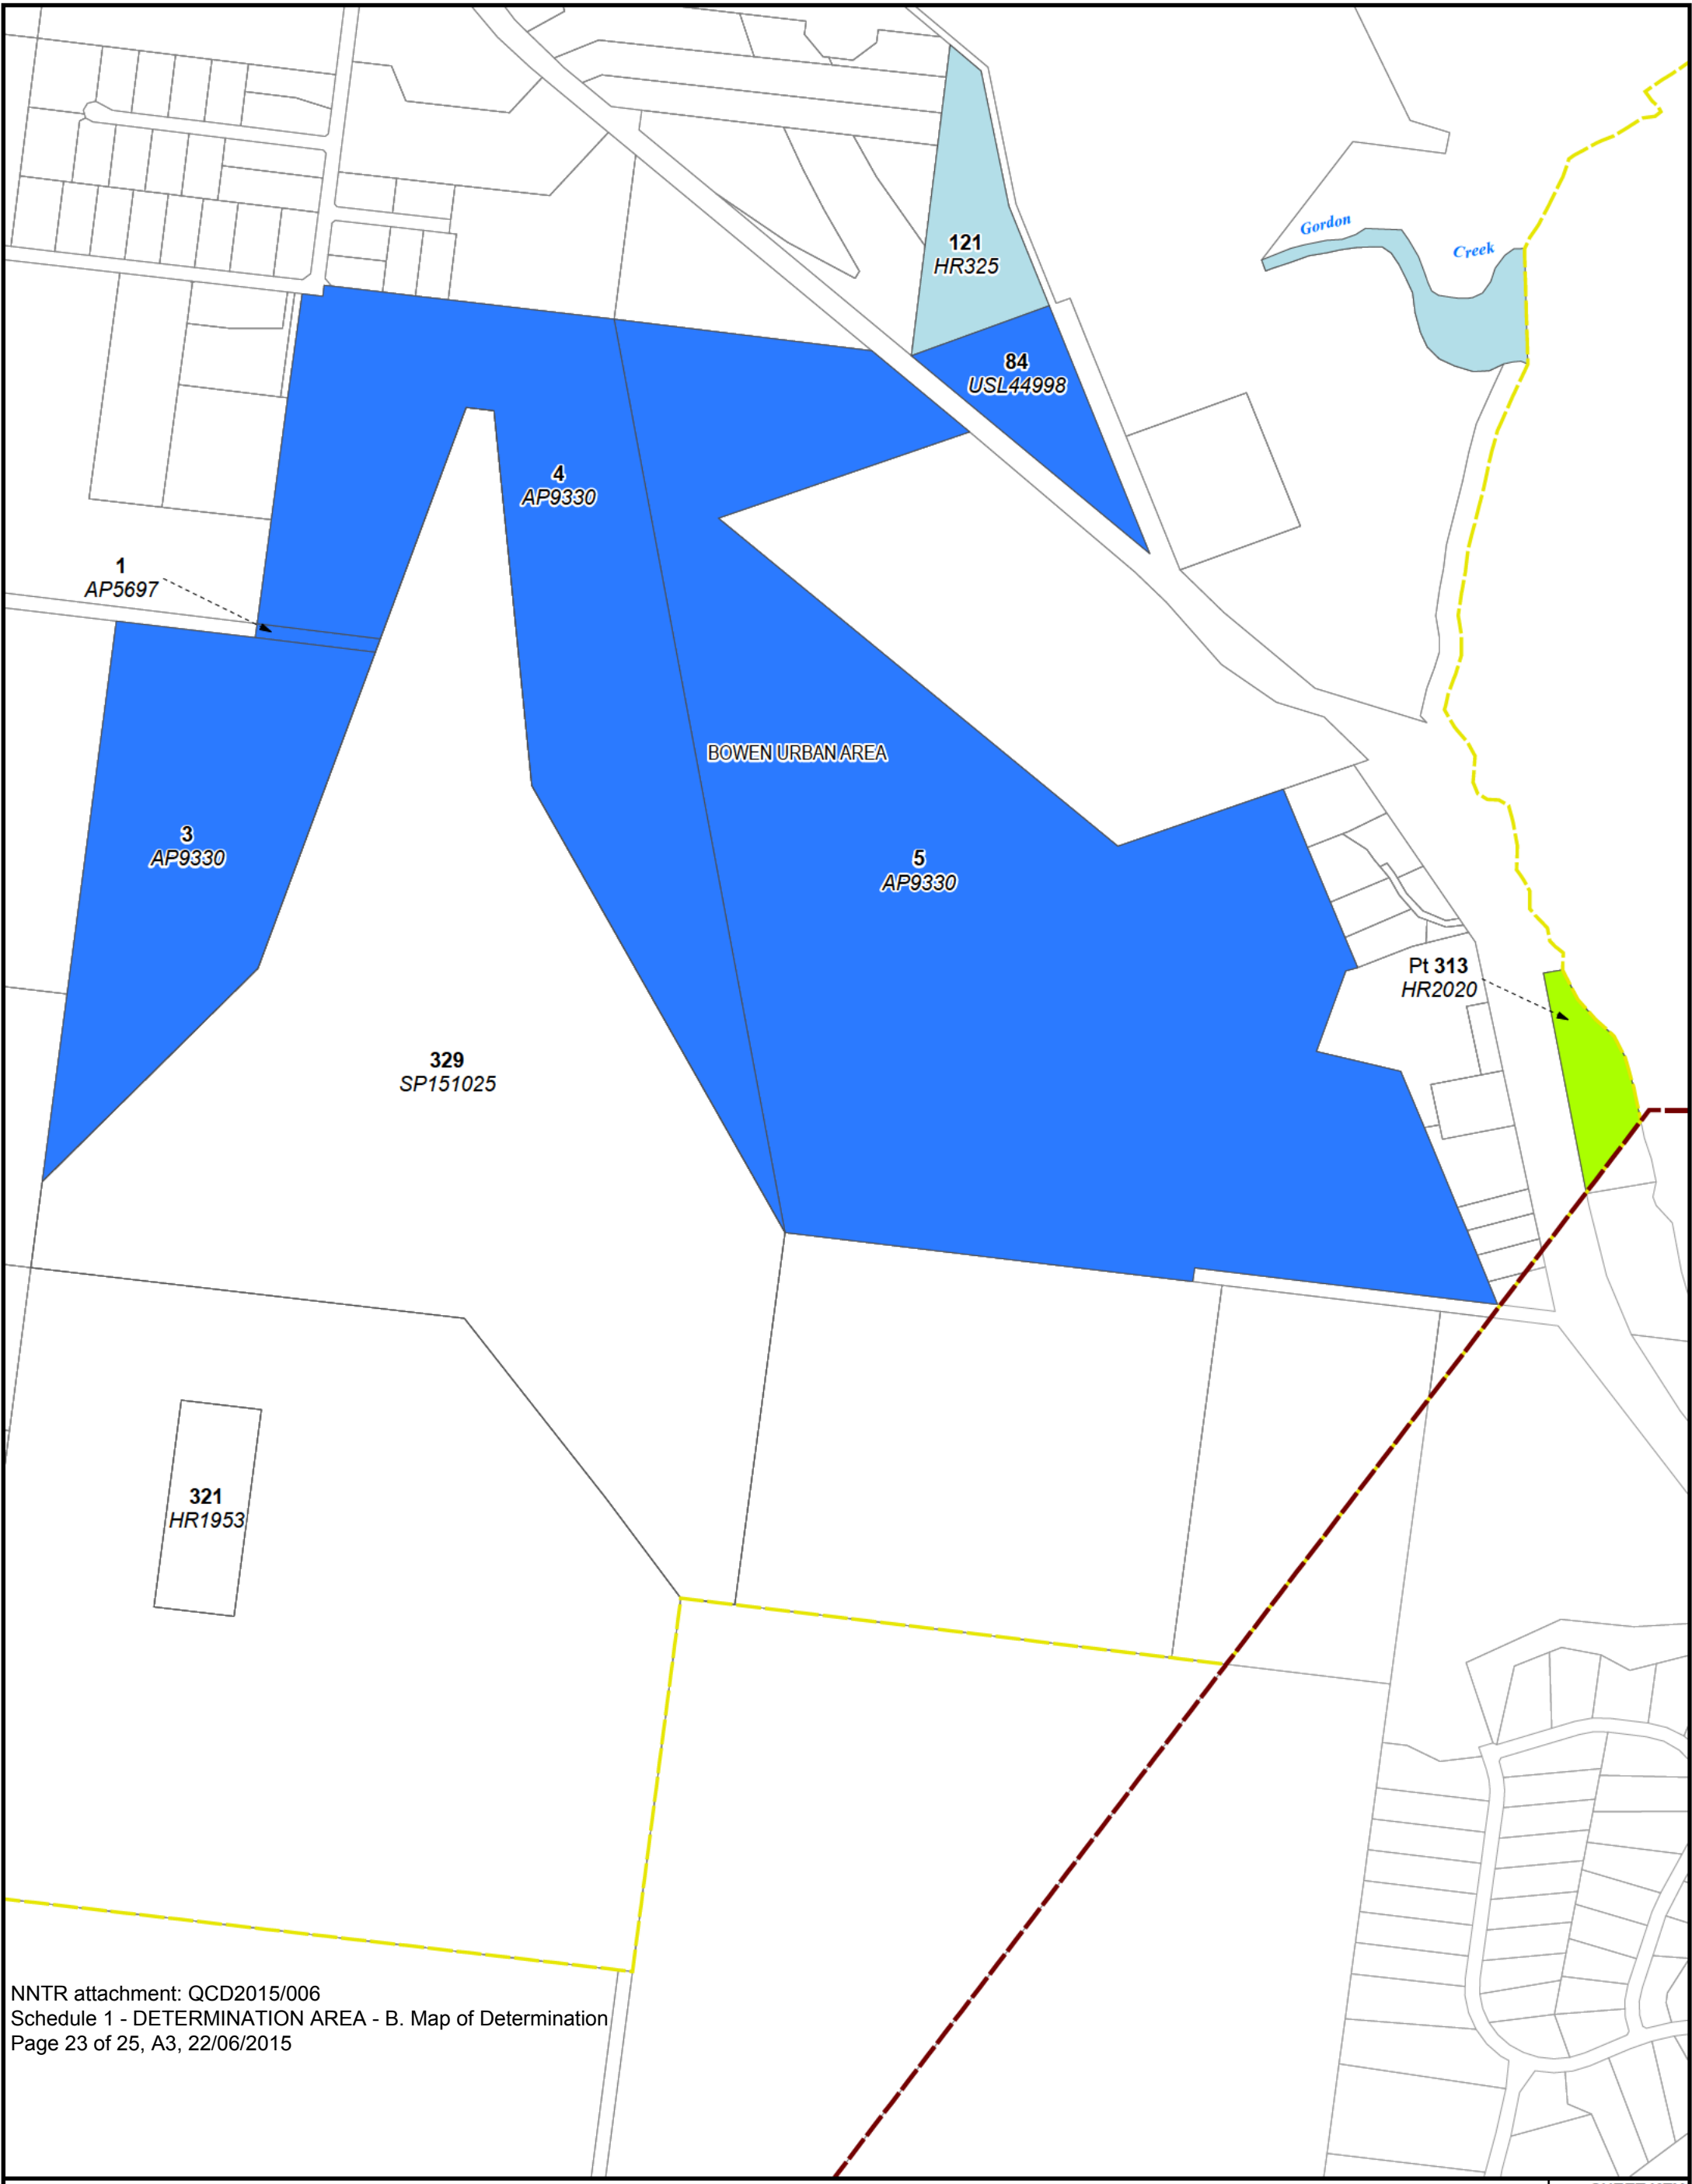 Gordon
Creek
121
HR325
84
USL44998
4
AP9330
1
AP5697
BOWEN URBAN AREA
3
AP9330
5
AP9330
Pt 313
HR2020
329
SP151025
321
HR1953
NNTR attachment: QCD2015/006
Schedule 1 - DETERMINATION AREA - B. Map of Determination
Page 23 of 25, A3, 22/06/2015